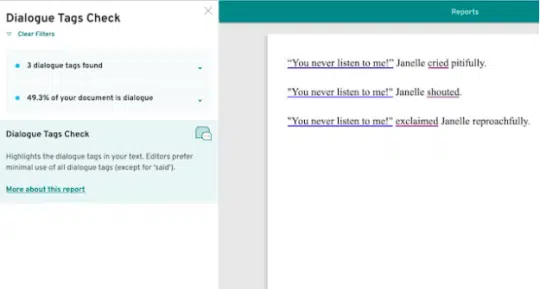 Dialogue Tags Check
Clear Filters
3 dialogue tags found
49.3% of your document is dialogue
Dialogue Tags Check
Highlights the dialogue tags in your text. Editors prefer
minimal use of all dialogue tags (except for 'said').
More about this report
Reports
“You never listen to me!” Janelle cried pitifully.
"You never listen to me!" Janelle shouted.
"You never listen to me!" exclaimed Janelle reproachfully.